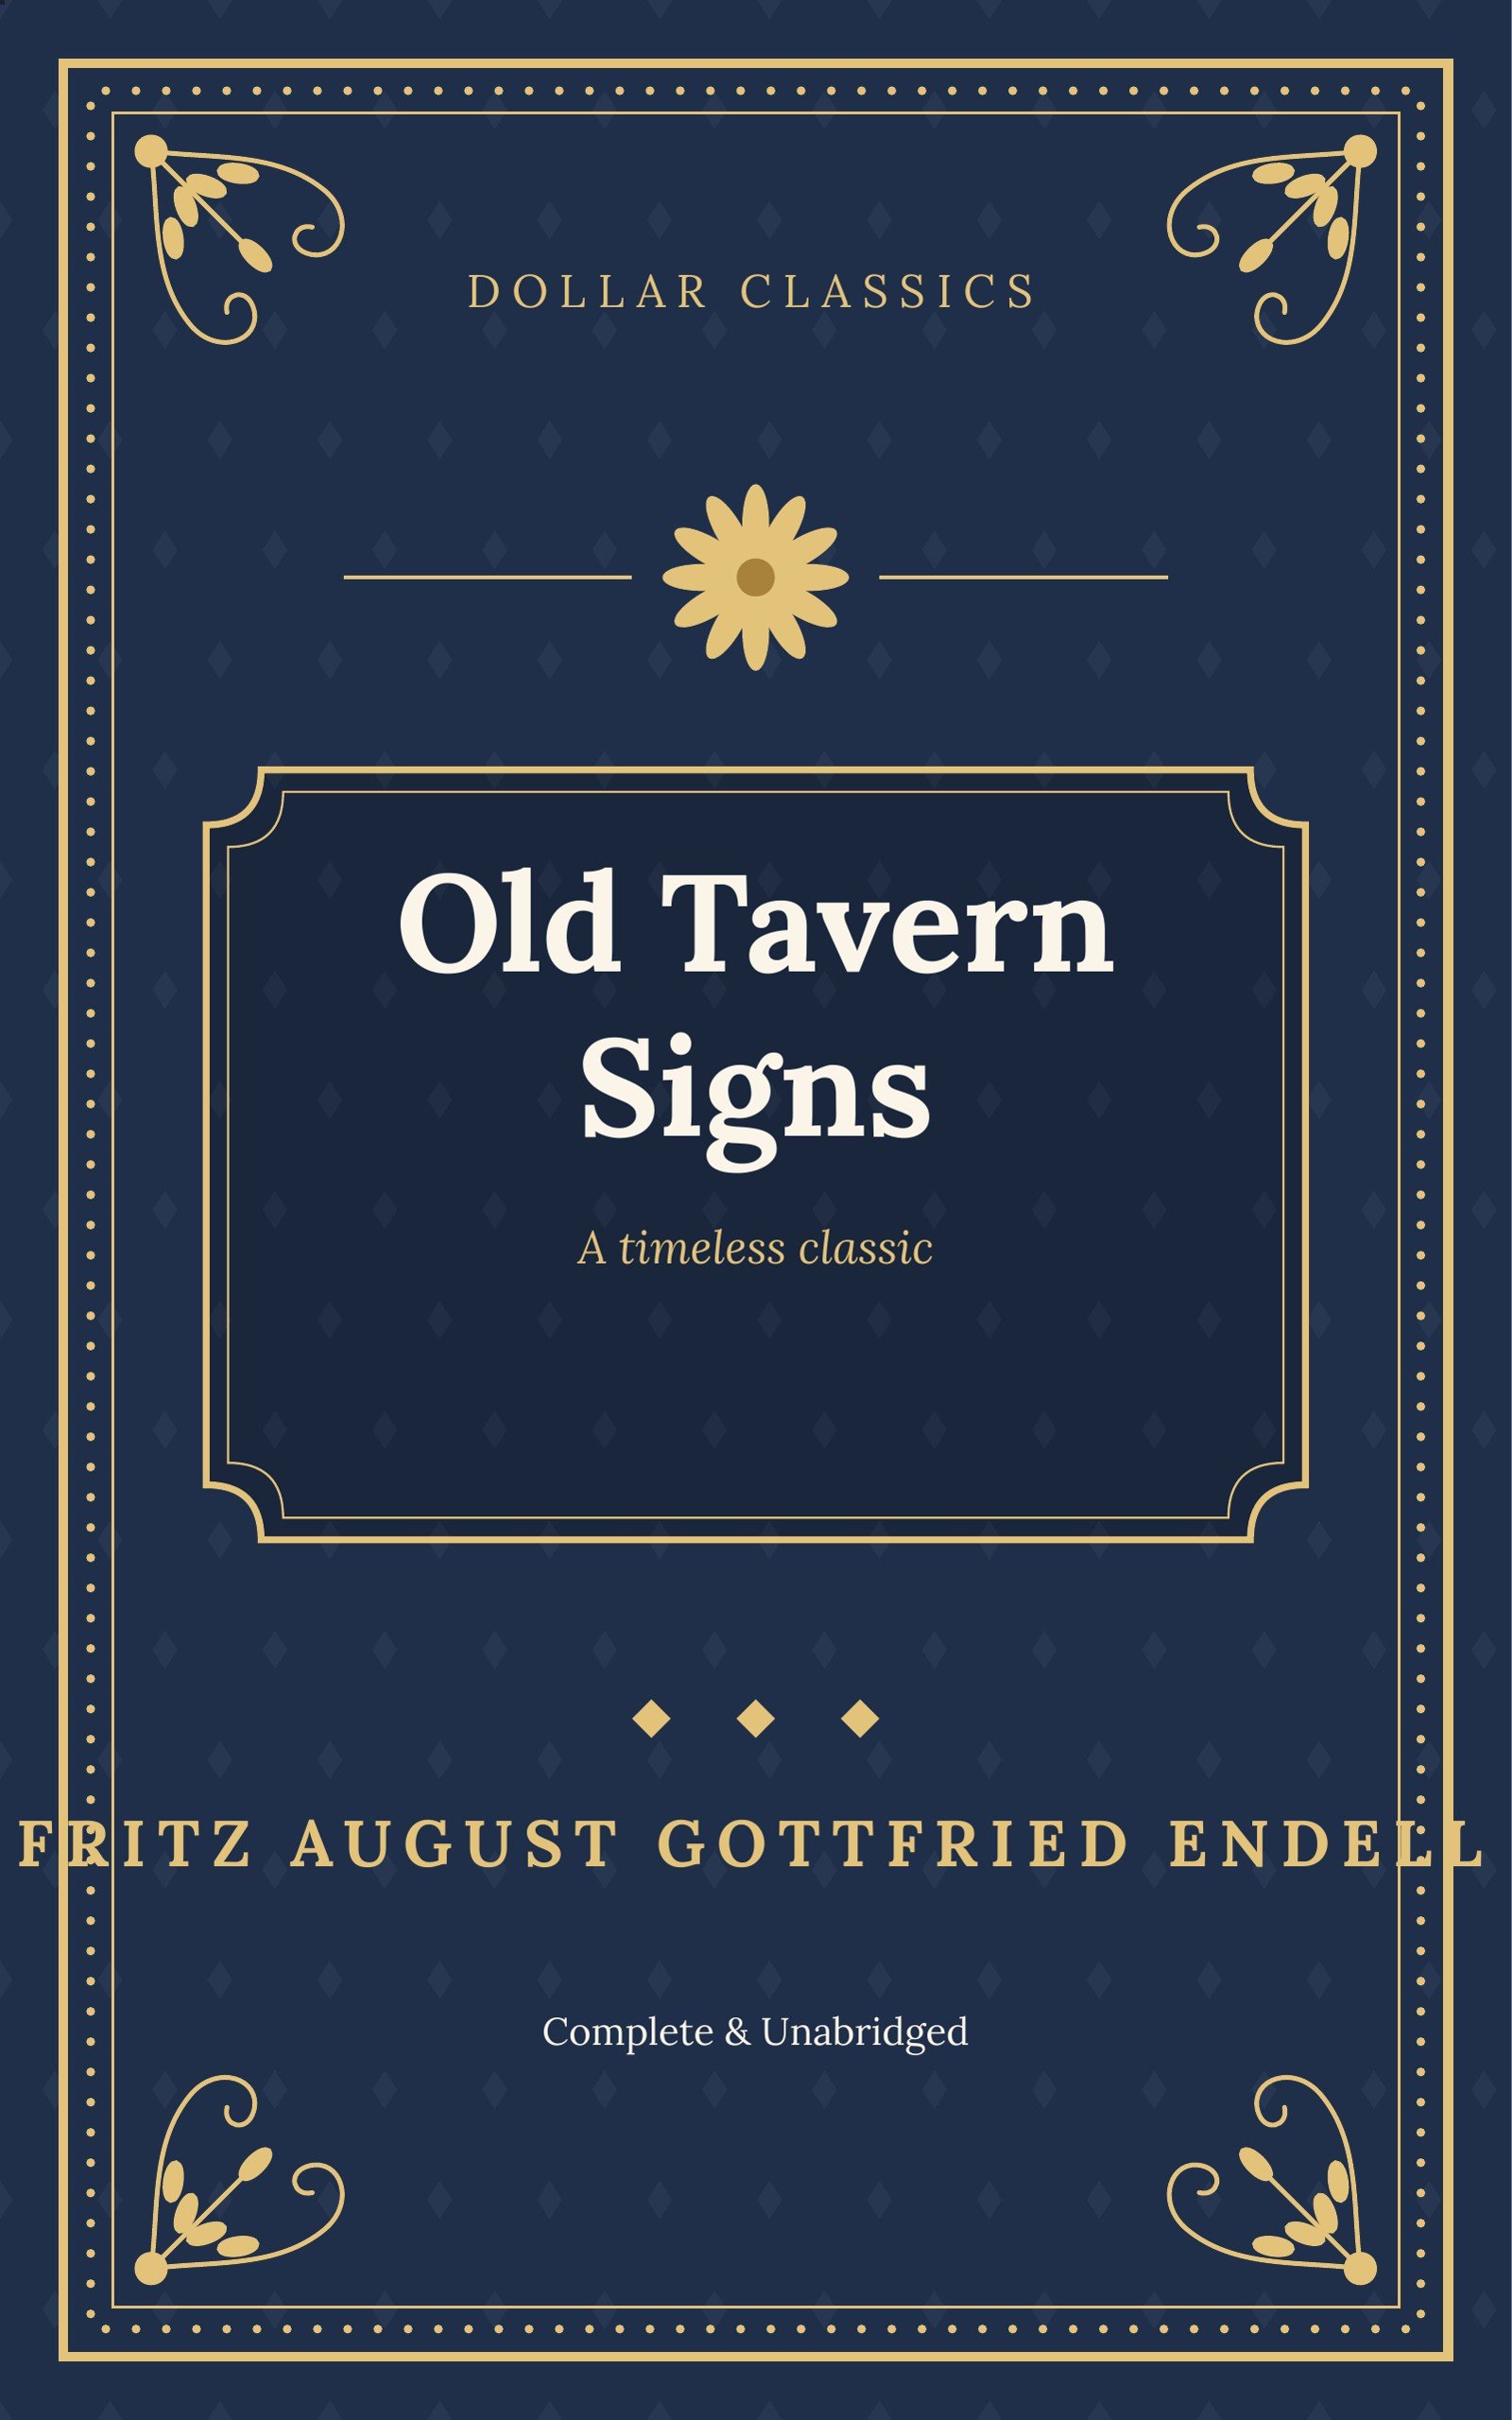 DOLLAR CLASSICS
Old Tavern
Signs
A timeless classic
FRITZ AUGUST GOTTFRIED ENDELL
Complete & Unabridged